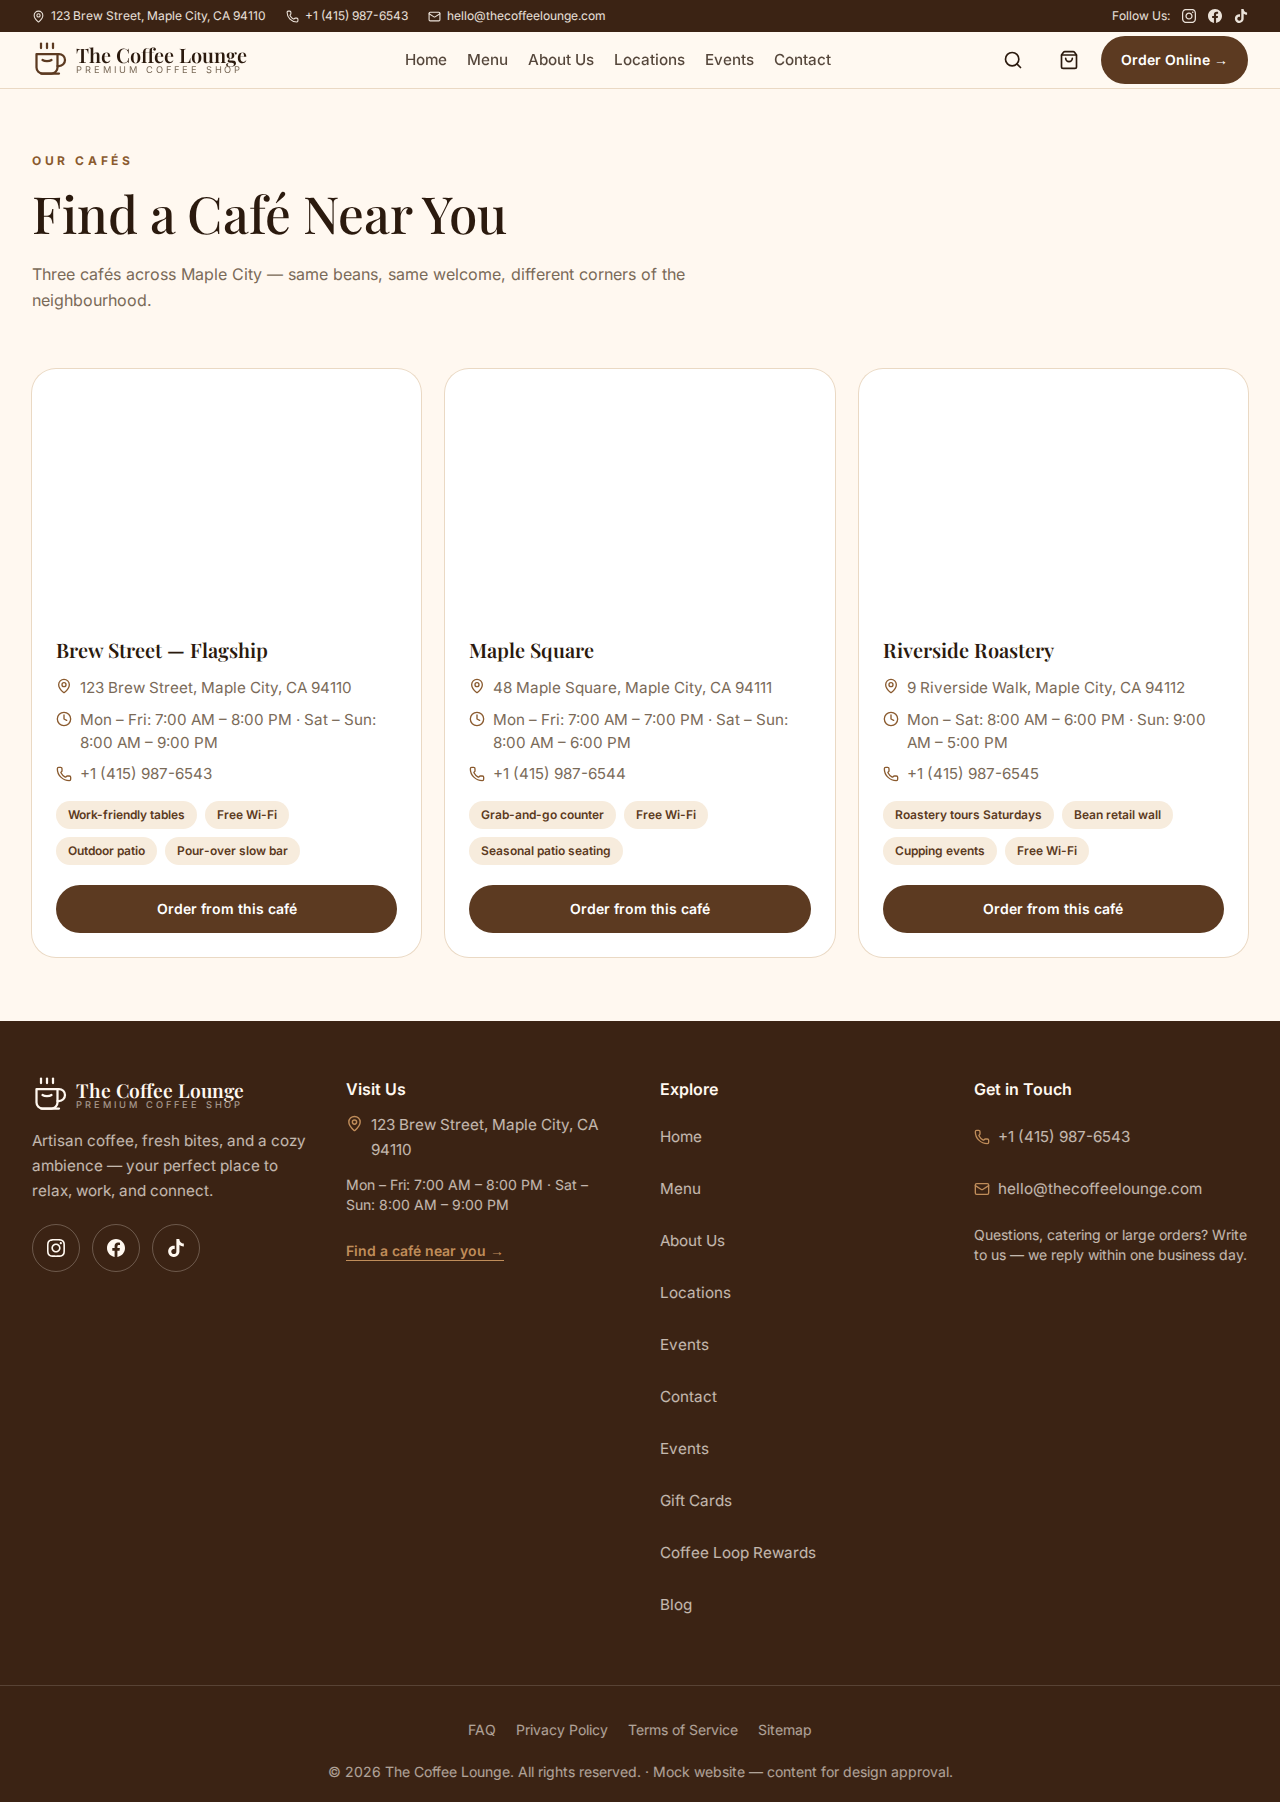 123 Brew Street, Maple City, CA 94110 +1 (415) 987-6543 hello@thecoffeelounge.com Follow Us:
The Coffee Lounge
PREMIUM COFFEE SHOP
Home Menu About Us Locations Events Contact
Order Online →
OUR CAFÉS
Find a Café Near You
Three cafés across Maple City — same beans, same welcome, different corners of the
neighbourhood.
Brew Street — Flagship
123 Brew Street, Maple City, CA 94110
Mon – Fri: 7:00 AM – 8:00 PM · Sat – Sun:
8:00 AM – 9:00 PM
+1 (415) 987-6543
Work-friendly tables Free Wi-Fi
Outdoor patio Pour-over slow bar
Order from this café
Maple Square
48 Maple Square, Maple City, CA 94111
Mon – Fri: 7:00 AM – 7:00 PM · Sat – Sun:
8:00 AM – 6:00 PM
+1 (415) 987-6544
Grab-and-go counter Free Wi-Fi
Seasonal patio seating
Order from this café
Riverside Roastery
9 Riverside Walk, Maple City, CA 94112
Mon – Sat: 8:00 AM – 6:00 PM · Sun: 9:00
AM – 5:00 PM
+1 (415) 987-6545
Roastery tours Saturdays Bean retail wall
Cupping events Free Wi-Fi
Order from this café
The Coffee Lounge
PREMIUM COFFEE SHOP
Artisan coffee, fresh bites, and a cozy
ambience — your perfect place to
relax, work, and connect.
Visit Us
123 Brew Street, Maple City, CA
94110
Mon – Fri: 7:00 AM – 8:00 PM · Sat –
Sun: 8:00 AM – 9:00 PM
Find a café near you →
Explore
Home
Menu
About Us
Locations
Events
Contact
Events
Gift Cards
Coffee Loop Rewards
Blog
Get in Touch
+1 (415) 987-6543
hello@thecoffeelounge.com
Questions, catering or large orders? Write
to us — we reply within one business day.
FAQ Privacy Policy Terms of Service Sitemap
© 2026 The Coffee Lounge. All rights reserved. · Mock website — content for design approval.